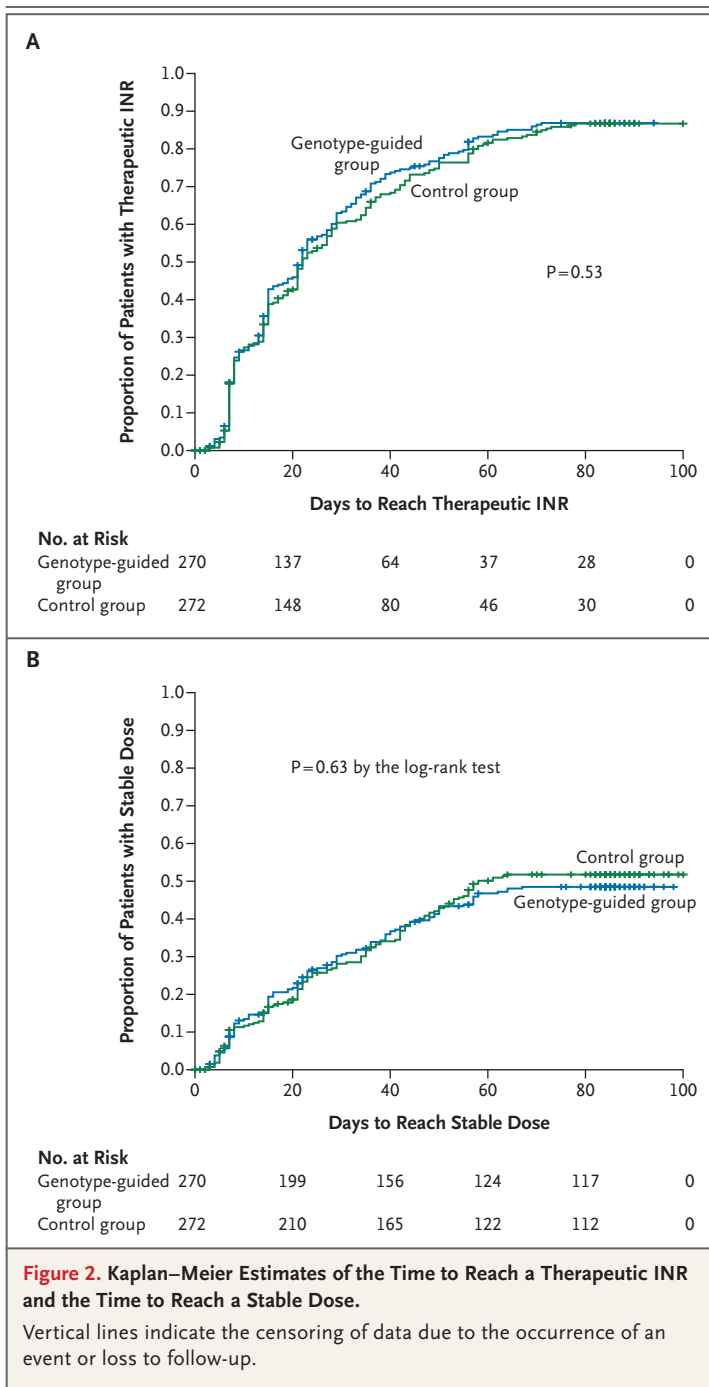 A
Proportion of Patients with Therapeutic INR
1.0
0.9
0.8
0.7
0.6
0.5
0.4
0.3
0.2
0.1
0.0
Genotype-guided
group
Control group
P=0.53
0 20 40 60 80 100
Days to Reach Therapeutic INR
No. at Risk
Genotype-guided 270 137 64 37 28 0
group
Control group 272 148 80 46 30 0
B
Proportion of Patients with Stable Dose
1.0
0.9
0.8
0.7
0.6
0.5
0.4
0.3
0.2
0.1
0.0
P=0.63 by the log-rank test
Control group
Genotype-guided group
0 20 40 60 80 100
Days to Reach Stable Dose
No. at Risk
Genotype-guided 270 199 156 124 117 0
group
Control group 272 210 165 122 112 0
Figure 2. Kaplan–Meier Estimates of the Time to Reach a Therapeutic INR
and the Time to Reach a Stable Dose.
Vertical lines indicate the censoring of data due to the occurrence of an
event or loss to follow-up.